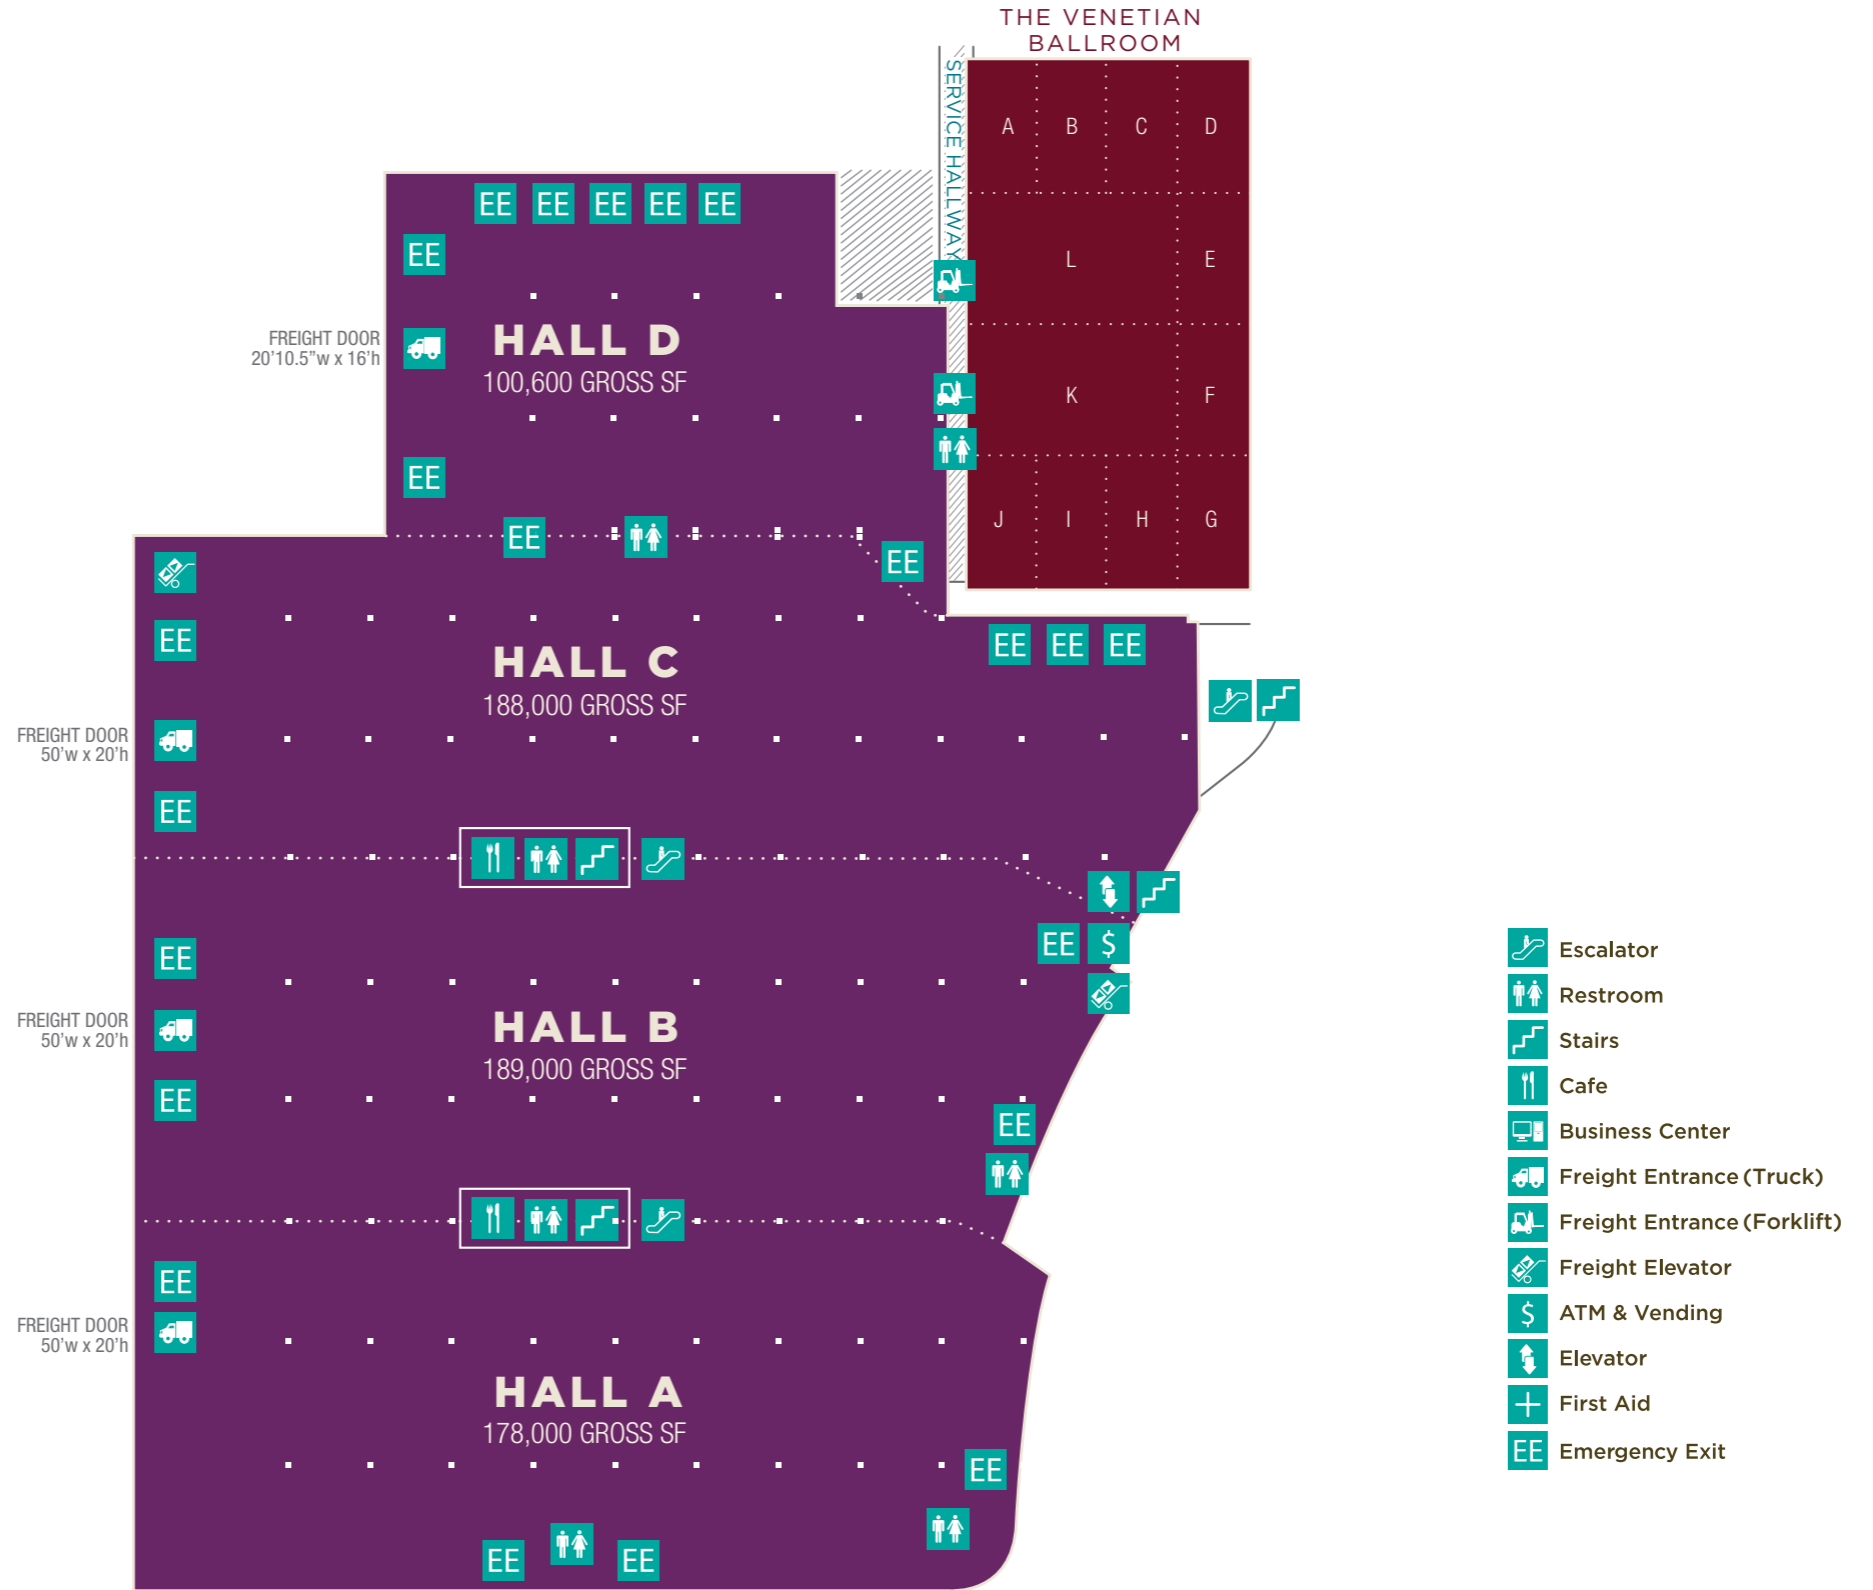 THE VENETIAN
BALLROOM
SERVICE HALLWAY
A
B
C
D
L
E
K
F
J
I
H
G
EE
EE
EE
EE
EE
EE
FREIGHT DOOR
20'10.5"w x 16'h
HALL D
100,600 GROSS SF
EE
EE
EE
EE
EE
EE
EE
HALL C
188,000 GROSS SF
FREIGHT DOOR
50'w x 20'h
EE
EE
$
EE
HALL B
189,000 GROSS SF
FREIGHT DOOR
50'w x 20'h
EE
EE
EE
FREIGHT DOOR
50'w x 20'h
HALL A
178,000 GROSS SF
EE
EE
EE
Escalator
Restroom
Stairs
Cafe
Business Center
Freight Entrance (Truck)
Freight Entrance (Forklift)
Freight Elevator
$ ATM & Vending
Elevator
First Aid
EE Emergency Exit